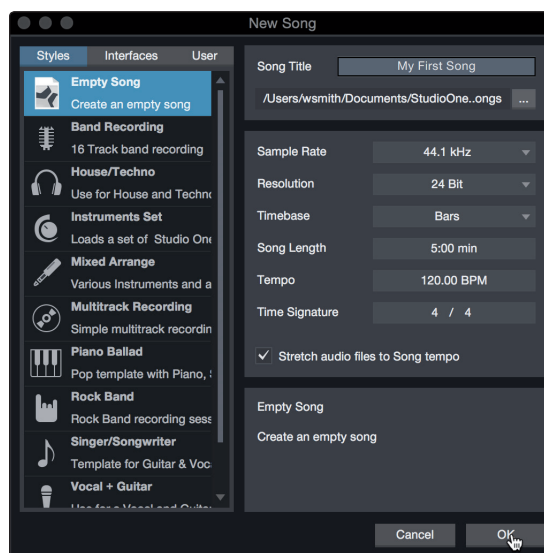 New Song
Styles Interfaces User
Empty Song
Create an empty song
Band Recording
16 Track band recording
House/Techno
Use for House and Techno
Instruments Set
Loads a set of Studio One
Mixed Arrange
Various Instruments and a
Multitrack Recording
Simple multitrack recordin
Piano Ballad
Pop template with Piano,
Rock Band
Rock Band recording sess
Singer/Songwriter
Template for Guitar & Voc
Vocal + Guitar
Song Title My First Song
/Users/wsmith/Documents/StudioOne..ongs ...
Sample Rate 44.1 kHz
Resolution 24 Bit
Timebase Bars
Song Length 5:00 min
Tempo 120.00 BPM
Time Signature 4 / 4
Stretch audio files to Song tempo
Empty Song
Create an empty song
Cancel OK